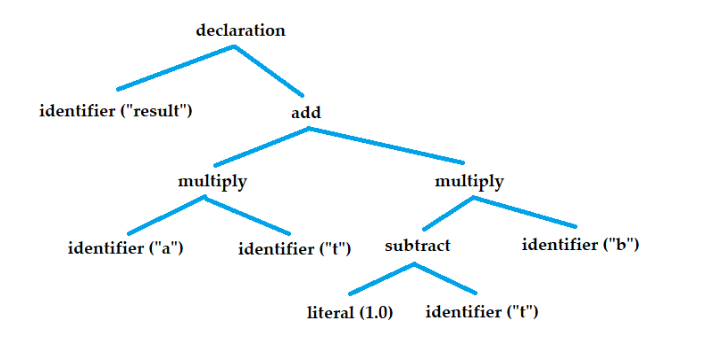 declaration
identifier ("result")
add
multiply
multiply
identifier ("a")
identifier ("t")
subtract
identifier ("b")
literal (1.0)
identifier ("t")